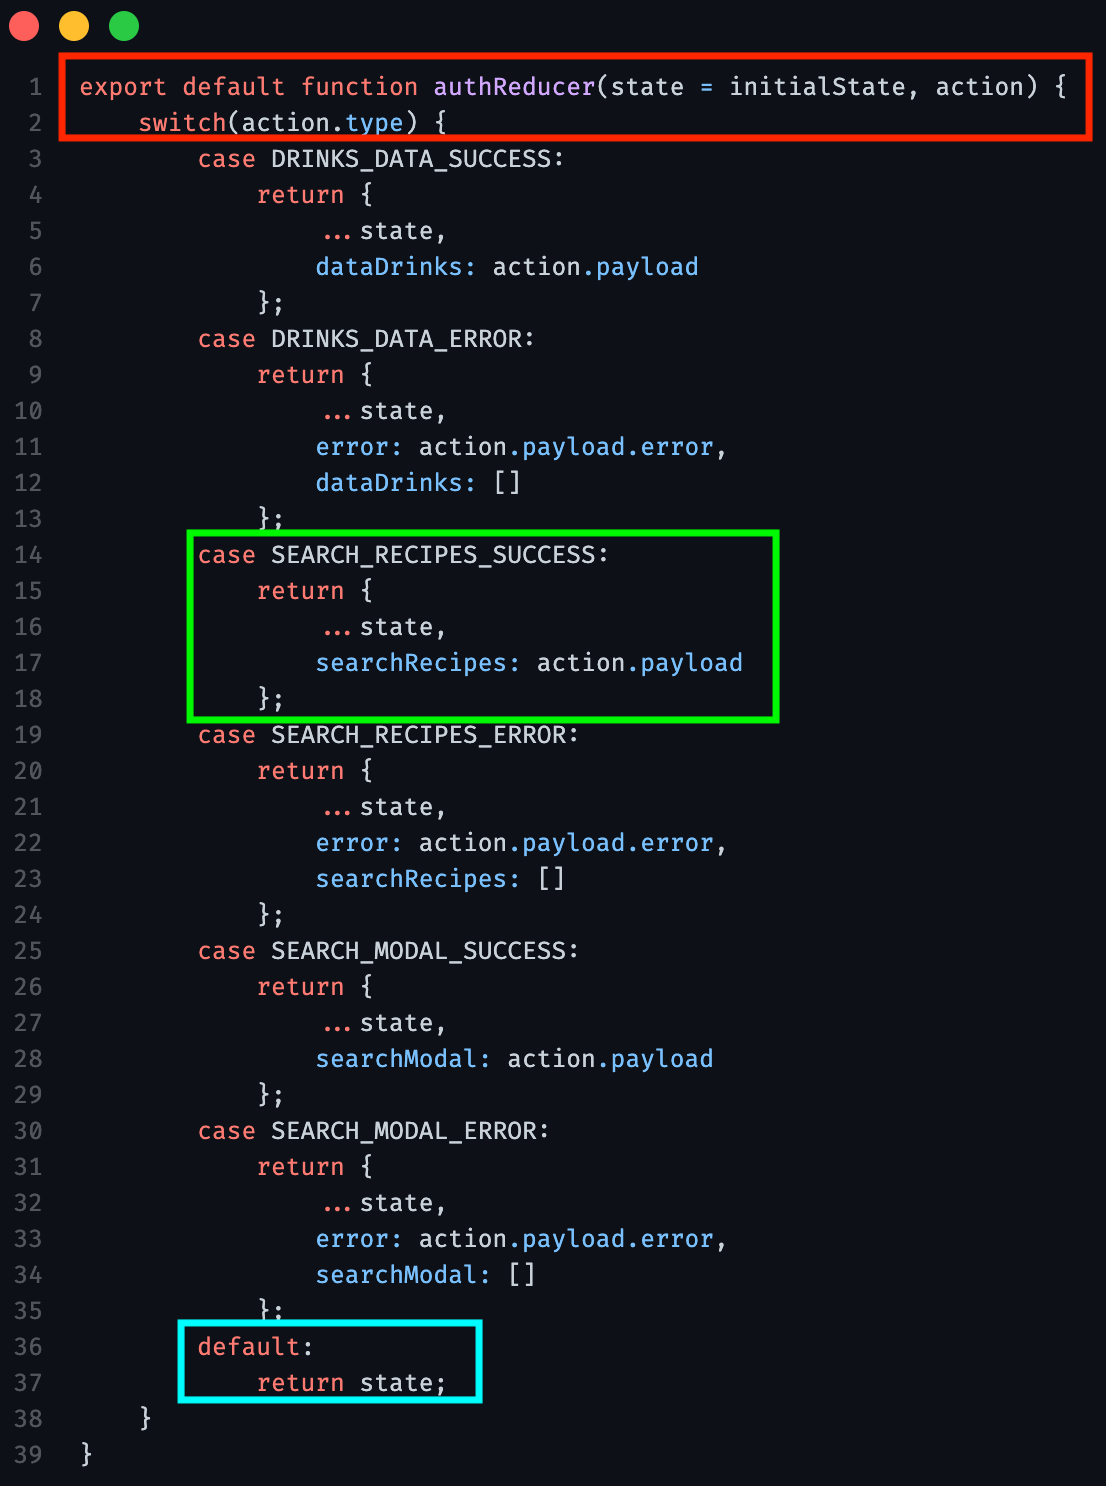 1 export default function authReducer(state = initialState, action) {
2     switch(action.type) {
3         case DRINKS_DATA_SUCCESS:
4             return {
5                 ...state,
6                 dataDrinks: action.payload
7             };
8         case DRINKS_DATA_ERROR:
9             return {
10                 ...state,
11                 error: action.payload.error,
12                 dataDrinks: []
13             };
14         case SEARCH_RECIPES_SUCCESS:
15             return {
16                 ...state,
17                 searchRecipes: action.payload
18             };
19         case SEARCH_RECIPES_ERROR:
20             return {
21                 ...state,
22                 error: action.payload.error,
23                 searchRecipes: []
24             };
25         case SEARCH_MODAL_SUCCESS:
26             return {
27                 ...state,
28                 searchModal: action.payload
29             };
30         case SEARCH_MODAL_ERROR:
31             return {
32                 ...state,
33                 error: action.payload.error,
34                 searchModal: []
35             };
36         default:
37             return state;
38     }
39 }